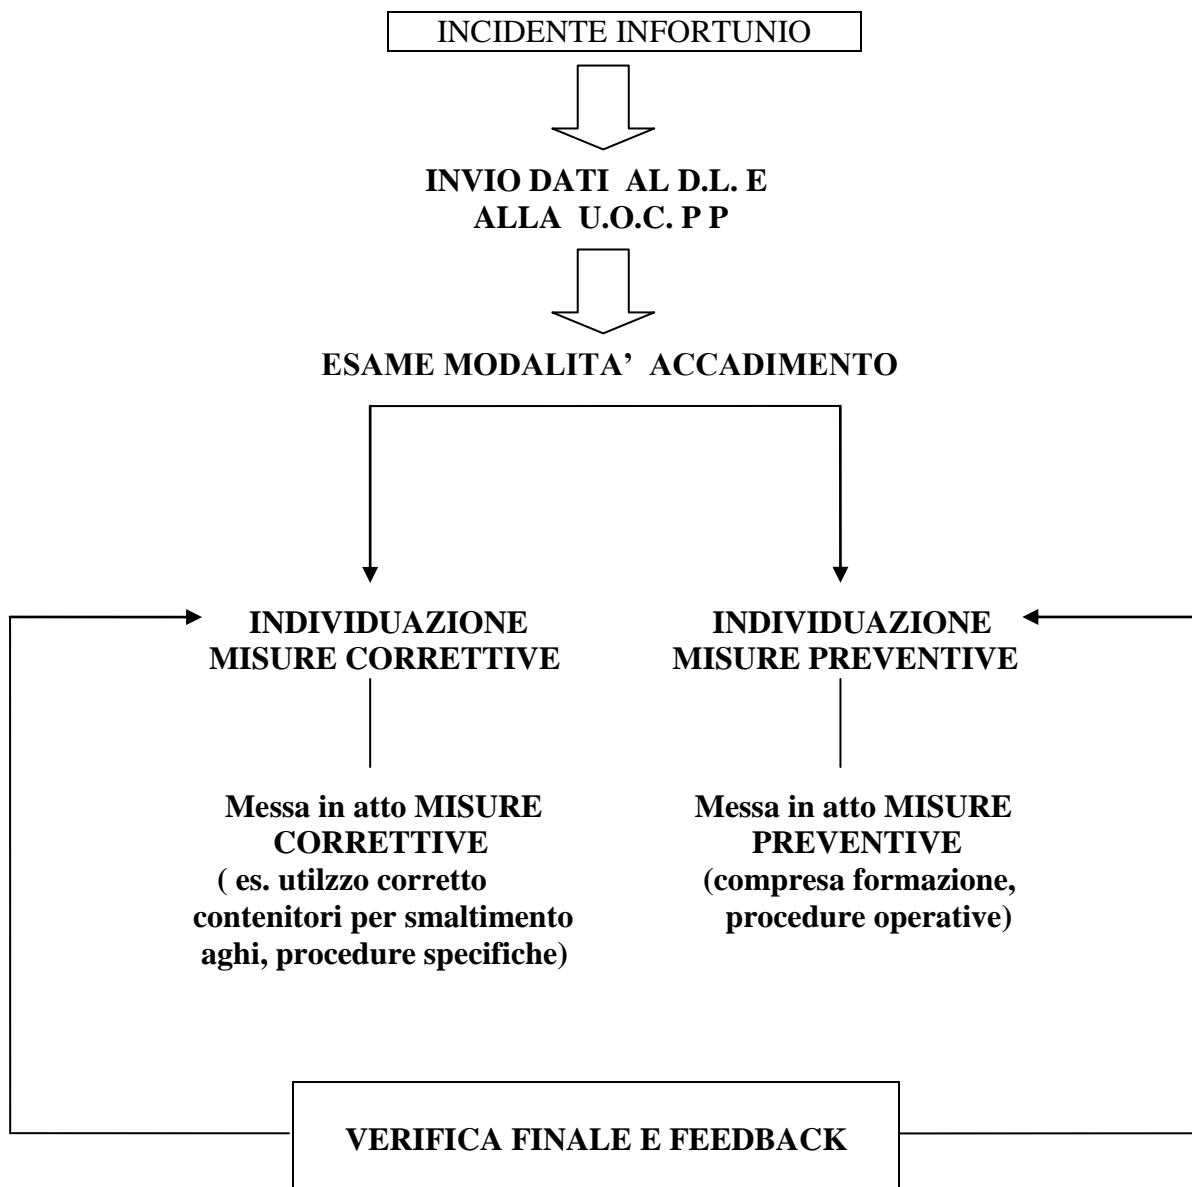 INCIDENTE INFORTUNIO
INVIO DATI AL D.L. E
ALLA U.O.C. P P
ESAME MODALITA’ ACCADIMENTO
INDIVIDUAZIONE
MISURE CORRETTIVE
INDIVIDUAZIONE
MISURE PREVENTIVE
Messa in atto MISURE
CORRETTIVE
( es. utilzzo corretto
contenitori per smaltimento
aghi, procedure specifiche)
Messa in atto MISURE
PREVENTIVE
(compresa formazione,
procedure operative)
VERIFICA FINALE E FEEDBACK